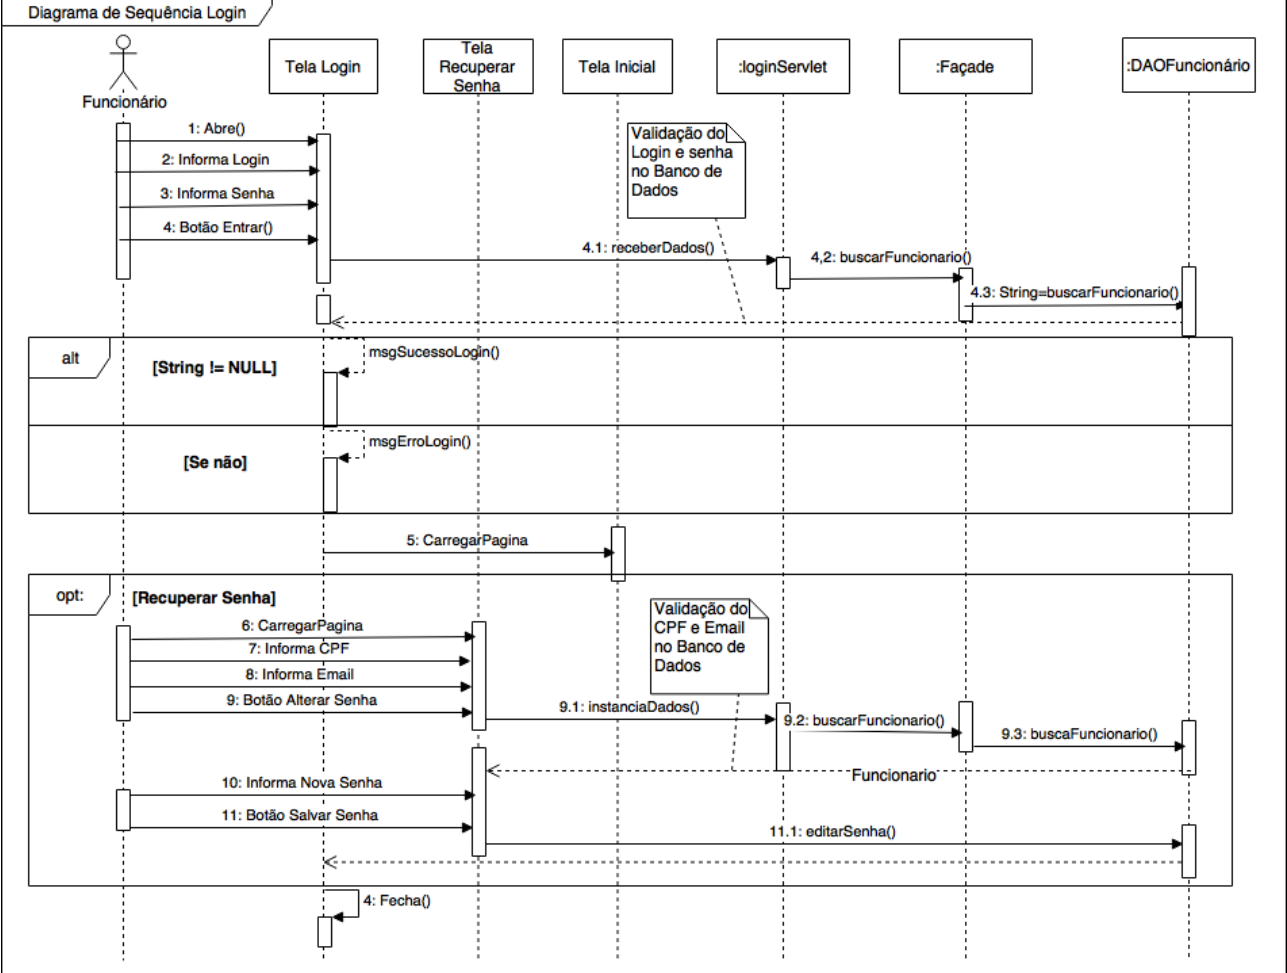 Diagrama de Sequência Login
Funcionário
Tela Login
Tela
Recuperar
Senha
Tela Inicial
:loginServlet
:Façade
:DAOFuncionário
1: Abre()
2: Informa Login
3: Informa Senha
4: Botão Entrar()
Validação do
Login e senha
no Banco de
Dados
4.1: receberDados()
4,2: buscarFuncionario()
4.3: String=buscarFuncionario()
alt
[String != NULL]
msgSucessoLogin()
[Se não]
msgErroLogin()
5: CarregarPagina
opt:
[Recuperar Senha]
6: CarregarPagina
7: Informa CPF
8: Informa Email
9: Botão Alterar Senha
Validação do
CPF e Email
no Banco de
Dados
9.1: instanciaDados()
9.2: buscarFuncionario()
9.3: buscaFuncionario()
Funcionario
10: Informa Nova Senha
11: Botão Salvar Senha
11.1: editarSenha()
4: Fecha()